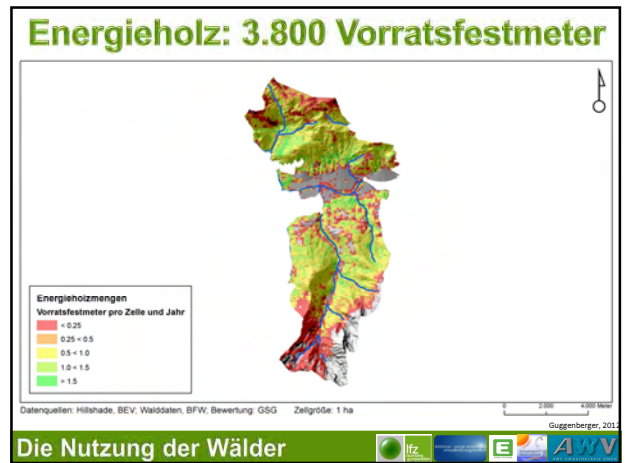 Energieholz: 3.800 Vorratsfestmeter
Energieholzmengen
Vorratsfestmeter pro Zelle und Jahr
< 0.25
0.25 < 0.5
0.5 < 1.0
1.0 < 1.5
> 1.5
0 2.000 4.000 Meter
Datenquellen: Hillshade, BEV; Walddaten, BFW; Bewertung: GSG Zellgröße: 1 ha
Guggenberger, 2012
Die Nutzung der Wälder
lfz
E
AWV